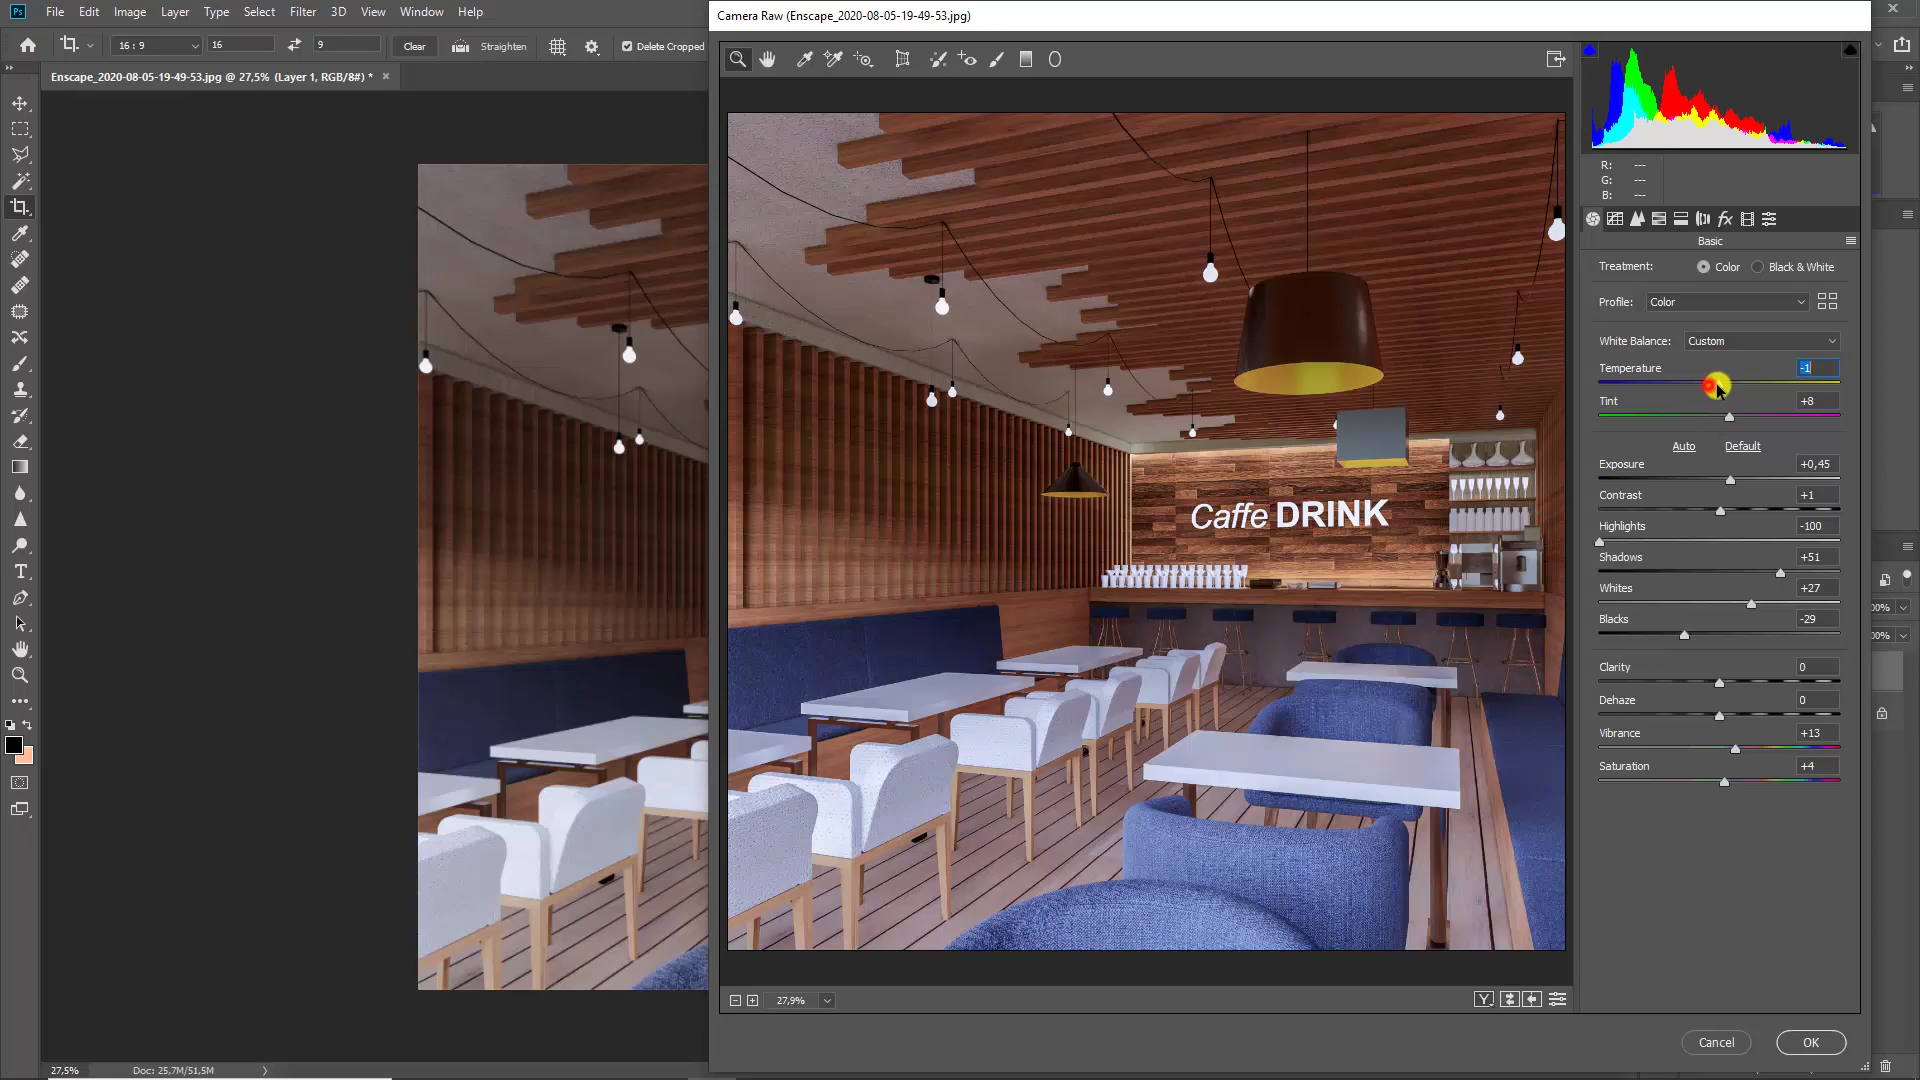 Ps File Edit Image Layer Type Select Filter 3D View Window Help
Camera Raw (Enscape_2020-08-05-19-49-53.jpg)
16 : 9 16 9 Clear Straighten Delete Cropped
Enscape_2020-08-05-19-49-53.jpg @ 27,5% (Layer 1, RGB/8#) *
R: ---
G: ---
B: ---
Basic
Treatment: Color Black & White
Profile: Color
White Balance: Custom
Temperature -1
Tint +8
Auto Default
Exposure +0,45
Contrast +1
Highlights -100
Shadows +51
Whites +27
Blacks -29
Clarity 0
Dehaze 0
Vibrance +13
Saturation +4
Caffe DRINK
27,9%
Cancel OK
27,5% Doc: 25,7M/51,5M